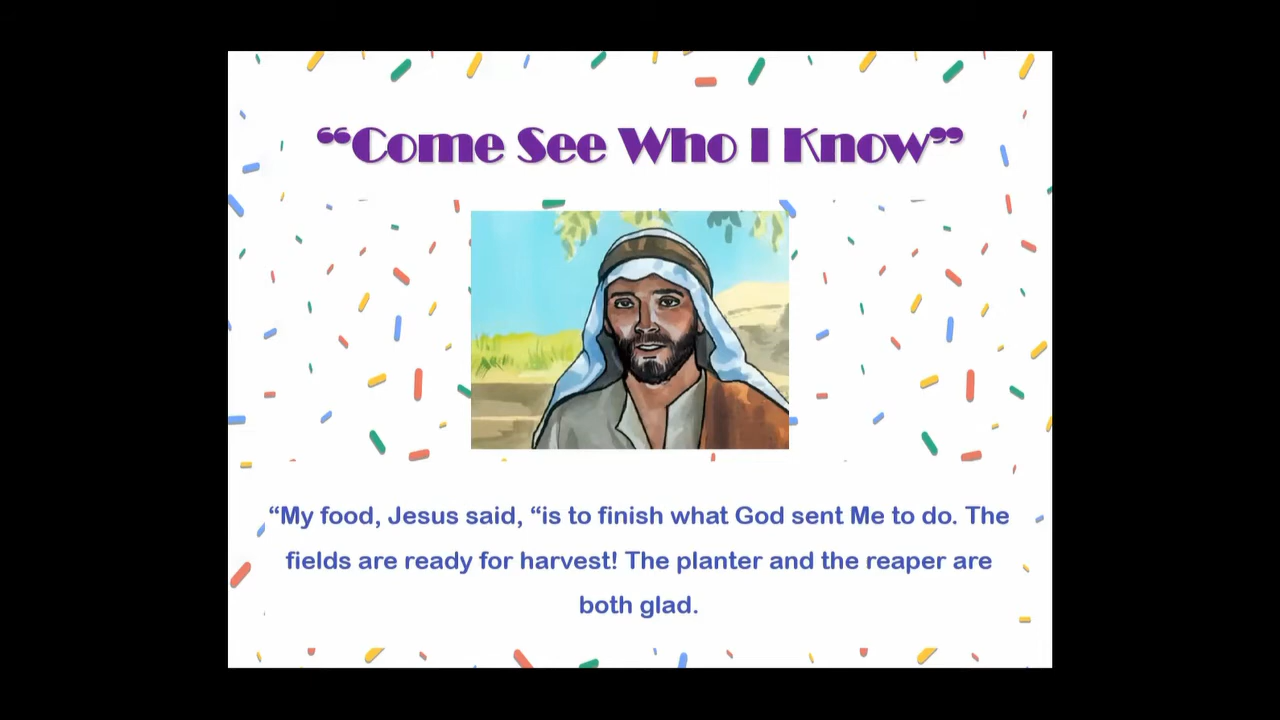 “Come See Who I Know”
“My food, Jesus said, “is to finish what God sent Me to do. The
fields are ready for harvest! The planter and the reaper are
both glad.